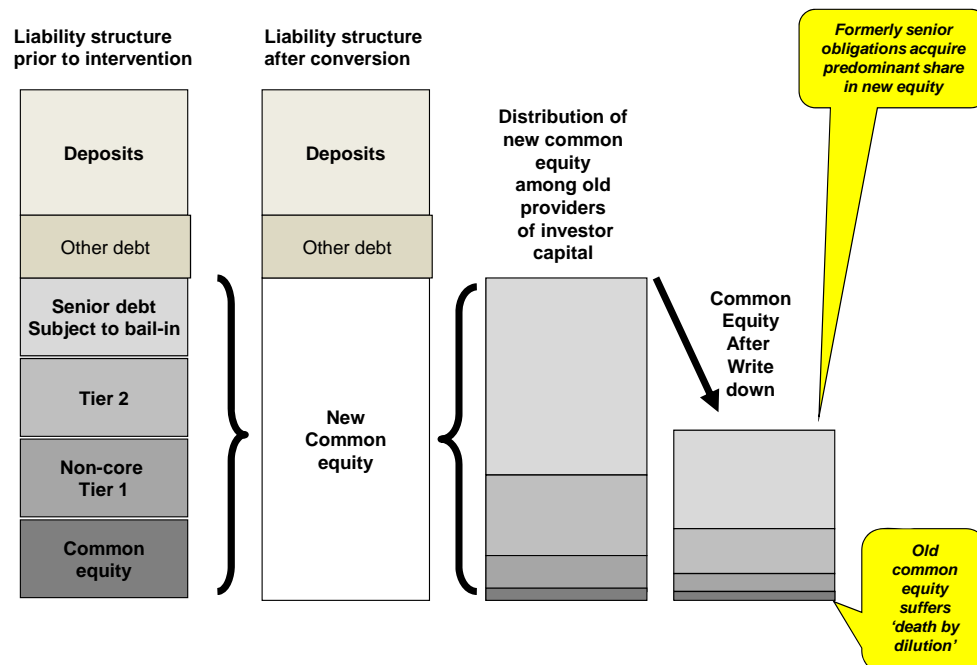 Liability structure
prior to intervention
Deposits
Other debt
Senior debt
Subject to bail-in
Tier 2
Non-core
Tier 1
Common
equity
Liability structure
after conversion
Deposits
Other debt
New
Common
equity
Distribution of
new common
equity
among old
providers
of investor
capital
Common
Equity
After
Write
down
Formerly senior
obligations acquire
predominant share
in new equity
Old
common
equity
suffers
‘death by
dilution’